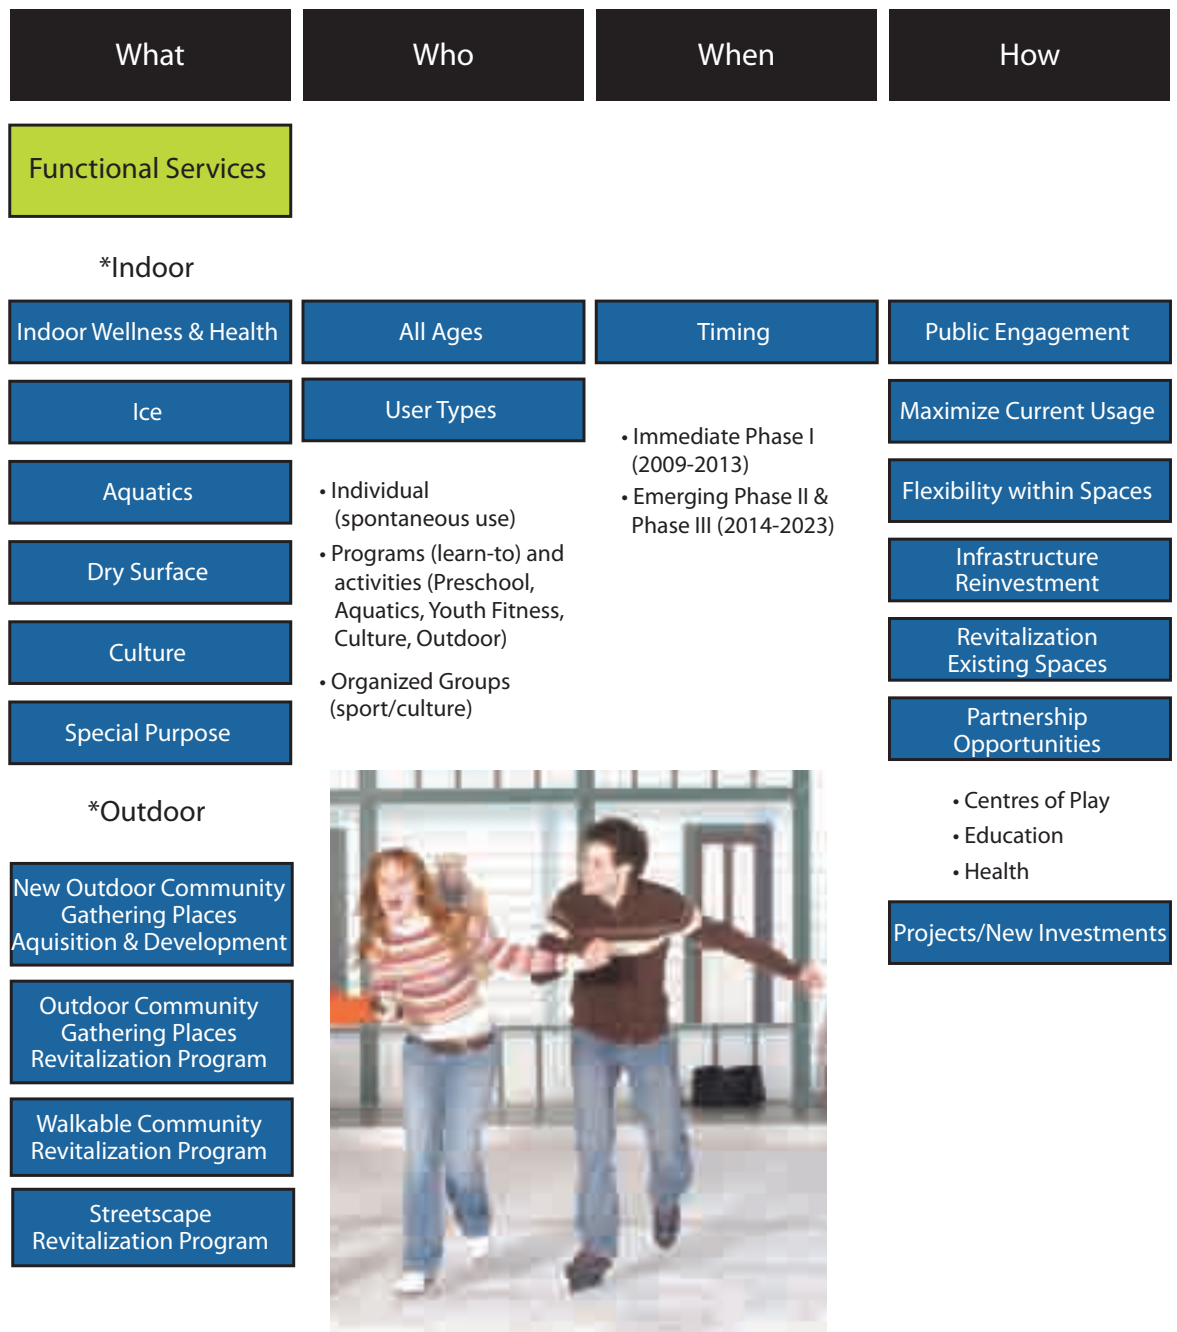 What
Who
When
How
Functional Services
*Indoor
Indoor Wellness & Health
Ice
Aquatics
Dry Surface
Culture
Special Purpose
*Outdoor
New Outdoor Community
Gathering Places
Aquisition & Development
Outdoor Community
Gathering Places
Revitalization Program
Walkable Community
Revitalization Program
Streetscape
Revitalization Program
All Ages
User Types
• Individual
(spontaneous use)
• Programs (learn-to) and
activities (Preschool,
Aquatics, Youth Fitness,
Culture, Outdoor)
• Organized Groups
(sport/culture)
Timing
• Immediate Phase I
(2009-2013)
• Emerging Phase II &
Phase III (2014-2023)
Public Engagement
Maximize Current Usage
Flexibility within Spaces
Infrastructure
Reinvestment
Revitalization
Existing Spaces
Partnership
Opportunities
• Centres of Play
• Education
• Health
Projects/New Investments